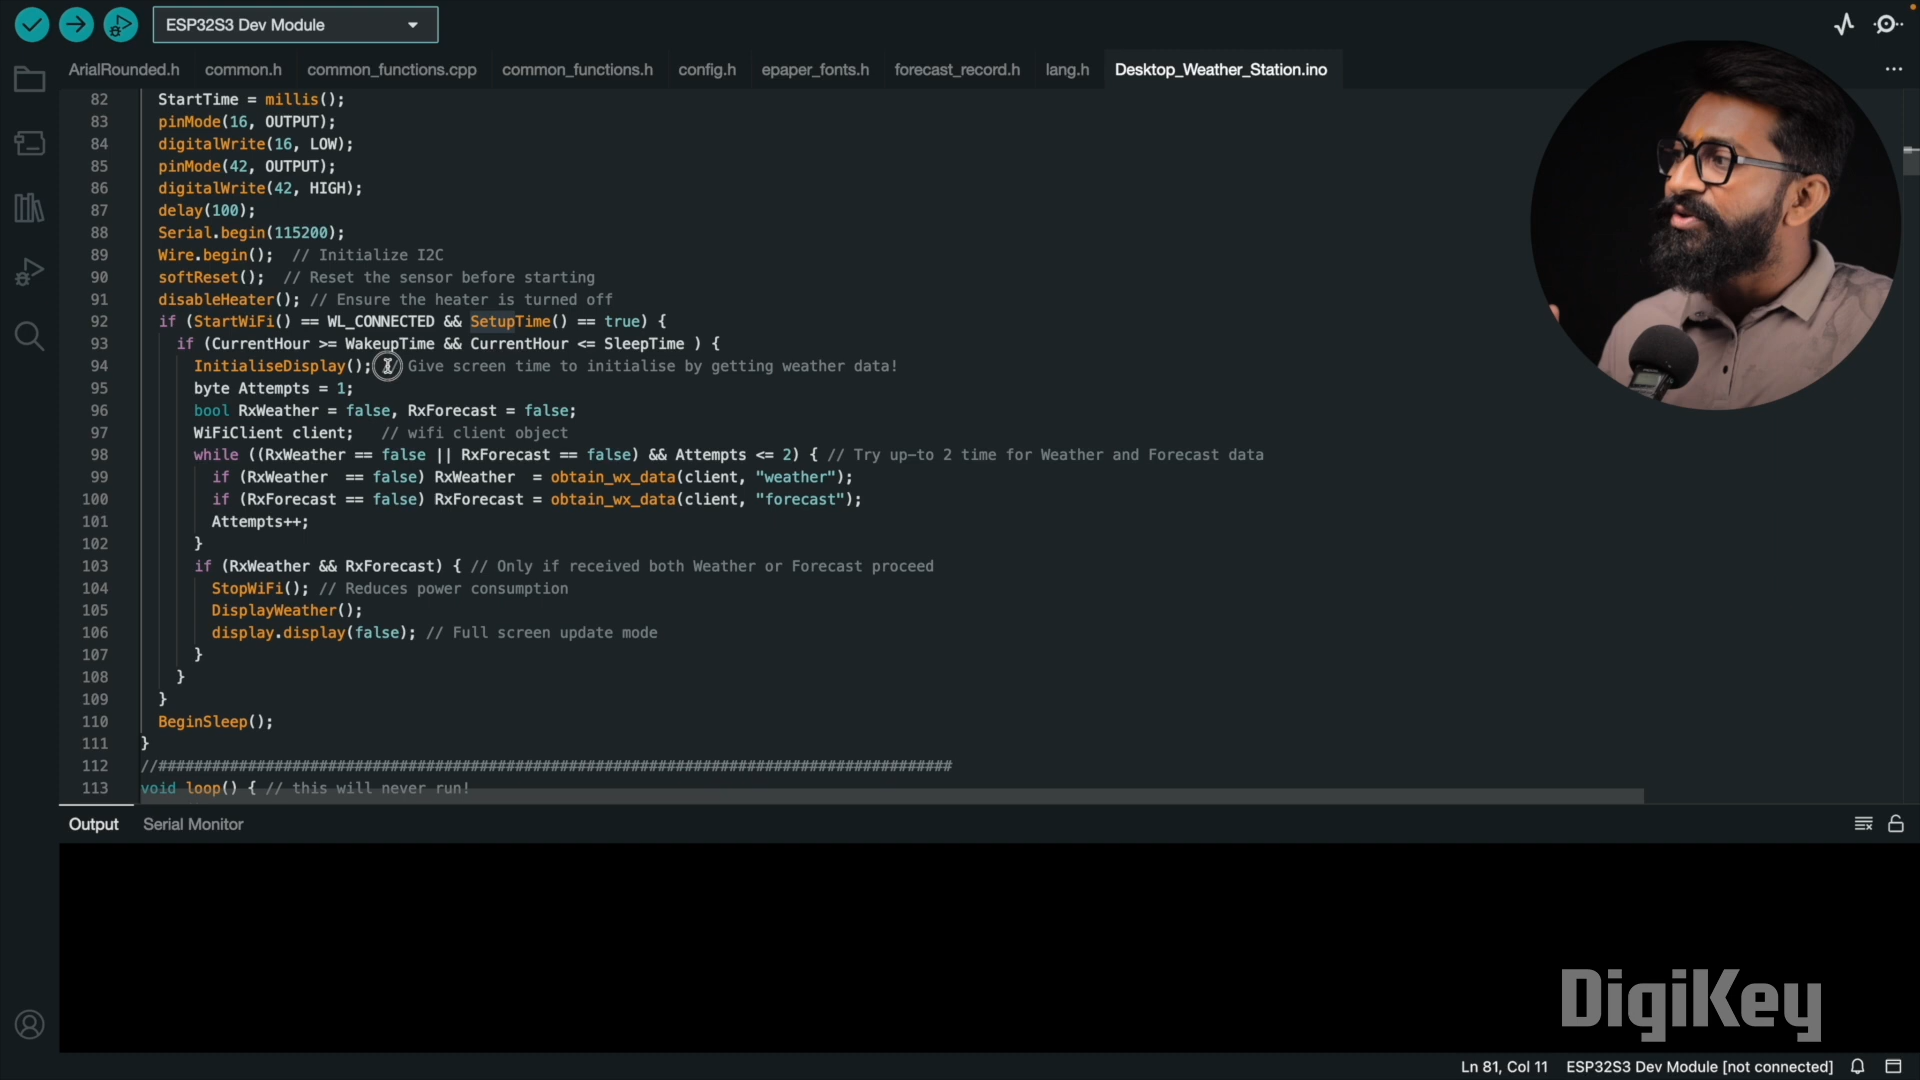 ESP32S3 Dev Module
ArialRounded.h common.h common_functions.cpp common_functions.h config.h epaper_fonts.h forecast_record.h lang.h Desktop_Weather_Station.ino
82 StartTime = millis();
83 pinMode(16, OUTPUT);
84 digitalWrite(16, LOW);
85 pinMode(42, OUTPUT);
86 digitalWrite(42, HIGH);
87 delay(100);
88 Serial.begin(115200);
89 Wire.begin(); // Initialize I2C
90 softReset(); // Reset the sensor before starting
91 disableHeater(); // Ensure the heater is turned off
92 if (StartWiFi() == WL_CONNECTED && SetupTime() == true) {
93 if (CurrentHour >= WakeupTime && CurrentHour <= SleepTime ) {
94 InitialiseDisplay(); // Give screen time to initialise by getting weather data!
95 byte Attempts = 1;
96 bool RxWeather = false, RxForecast = false;
97 WiFiClient client; // wifi client object
98 while ((RxWeather == false || RxForecast == false) && Attempts <= 2) { // Try up-to 2 time for Weather and Forecast data
99 if (RxWeather == false) RxWeather = obtain_wx_data(client, "weather");
100 if (RxForecast == false) RxForecast = obtain_wx_data(client, "forecast");
101 Attempts++;
102 }
103 if (RxWeather && RxForecast) { // Only if received both Weather or Forecast proceed
104 StopWiFi(); // Reduces power consumption
105 DisplayWeather();
106 display.display(false); // Full screen update mode
107 }
108 }
109 }
110 BeginSleep();
111 }
112 //#########################################################################################
113 void loop() { // this will never run!
Output Serial Monitor
DigiKey
Ln 81, Col 11 ESP32S3 Dev Module [not connected]